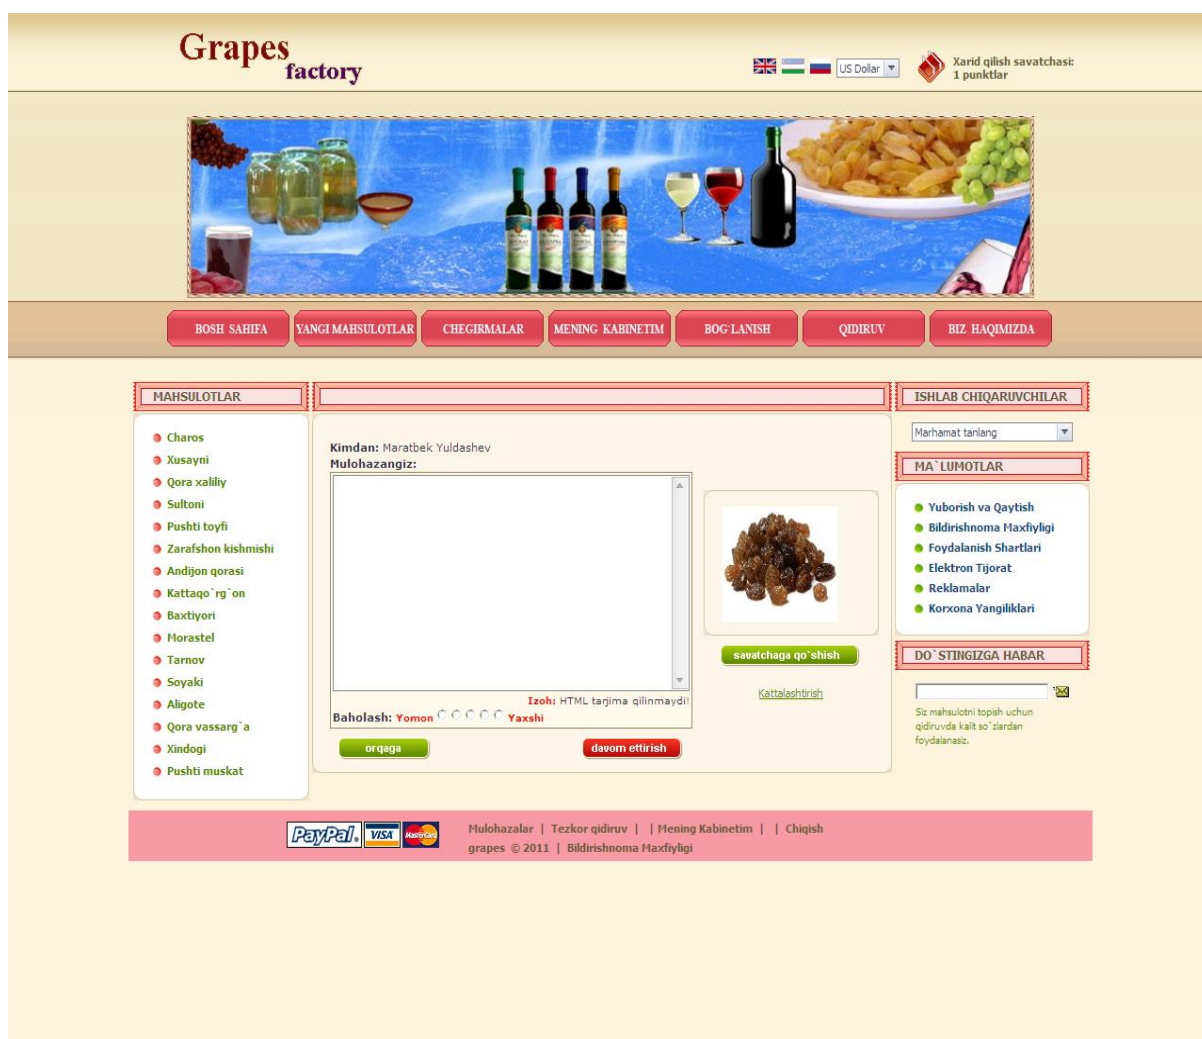 Grapes
factory
US Dollar
Xarid qilish savatchasi:
1 punktlar
BOSH SAHIFA
YANGI MAHSULOTLAR
CHEGIRMALAR
MENING KABINETIM
BOG`LANISH
QIDIRUV
BIZ HAQIMIZDA
MAHSULOTLAR
Charos
Xusayni
Qora xaliliy
Sultoni
Pushti toyfi
Zarafshon kishmishi
Andijon qorasi
Kattaqo`rg`on
Baxtiyori
Morastel
Tarnov
Soyaki
Aligote
Qora vassarg`a
Xindogi
Pushti muskat
Kimdan: Maratbek Yuldashev
Mulohazangiz:
Izoh: HTML tarjima qilinmaydi!
Baholash: Yomon Yaxshi
orqaga
davom ettirish
savatchaga qo`shish
Kattalashtirish
ISHLAB CHIQARUVCHILAR
Marhamat tanlang
MA`LUMOTLAR
Yuborish va Qaytish
Bildirishnoma Maxfiyligi
Foydalanish Shartlari
Elektron Tijorat
Reklamalar
Korxona Yangiliklari
DO`STINGIZGA HABAR
Siz mahsulotni topish uchun
qidiruvda kalit so`zlardan
foydalanasiz.
PayPal. VISA MasterCard
Mulohazalar | Tezkor qidiruv | | Mening Kabinetim | | Chiqish
grapes © 2011 | Bildirishnoma Maxfiyligi